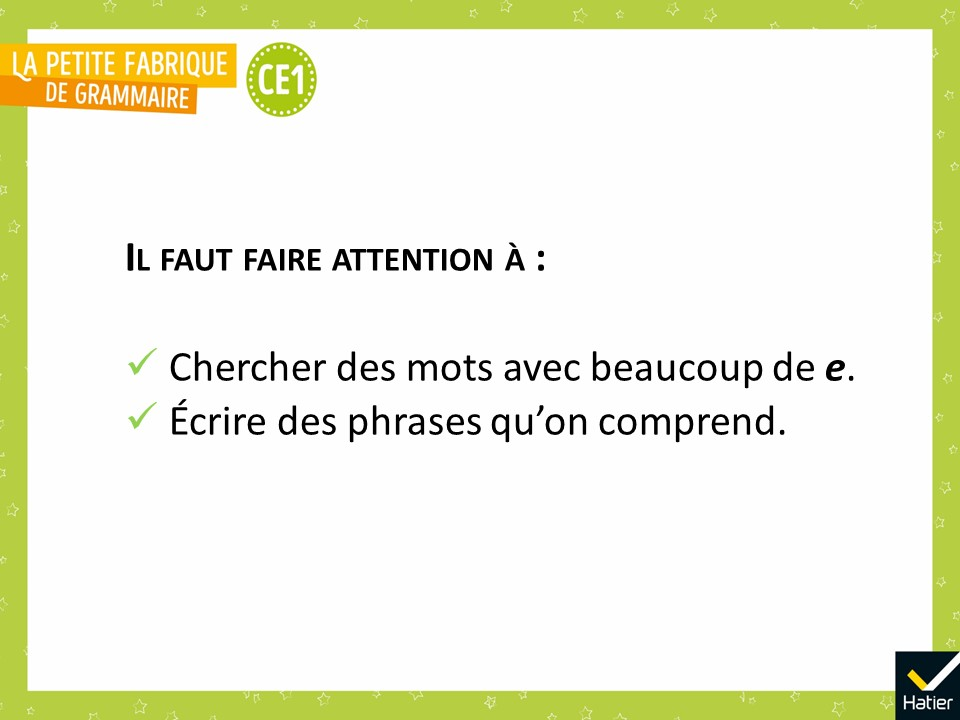 LA PETITE FABRIQUE
DE GRAMMAIRE
CE1
IL FAUT FAIRE ATTENTION À :
✓ Chercher des mots avec beaucoup de e.
✓ Écrire des phrases qu’on comprend.
Hatier